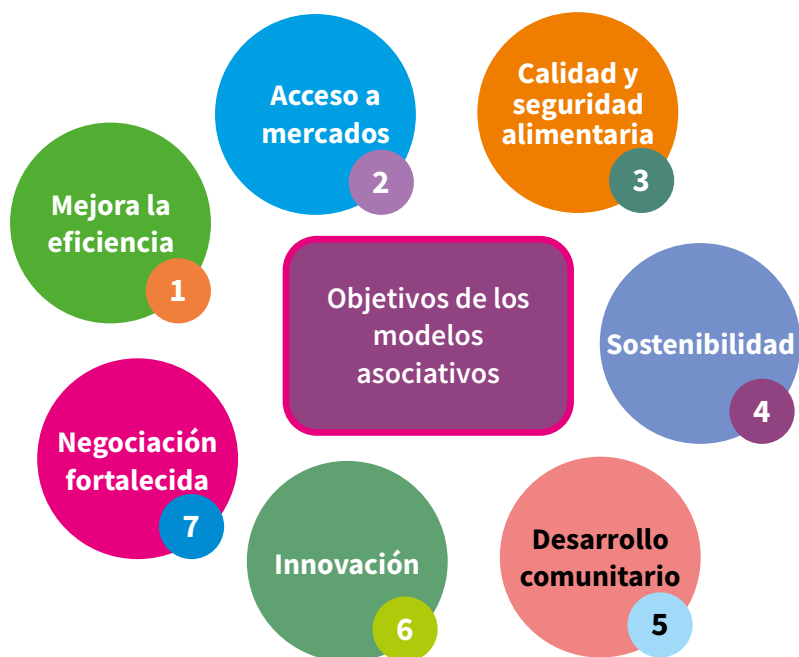 Objetivos de los
modelos
asociativos
Mejora la
eficiencia
1
Acceso a
mercados
2
Calidad y
seguridad
alimentaria
3
Sostenibilidad
4
Desarrollo
comunitario
5
Innovación
6
Negociación
fortalecida
7